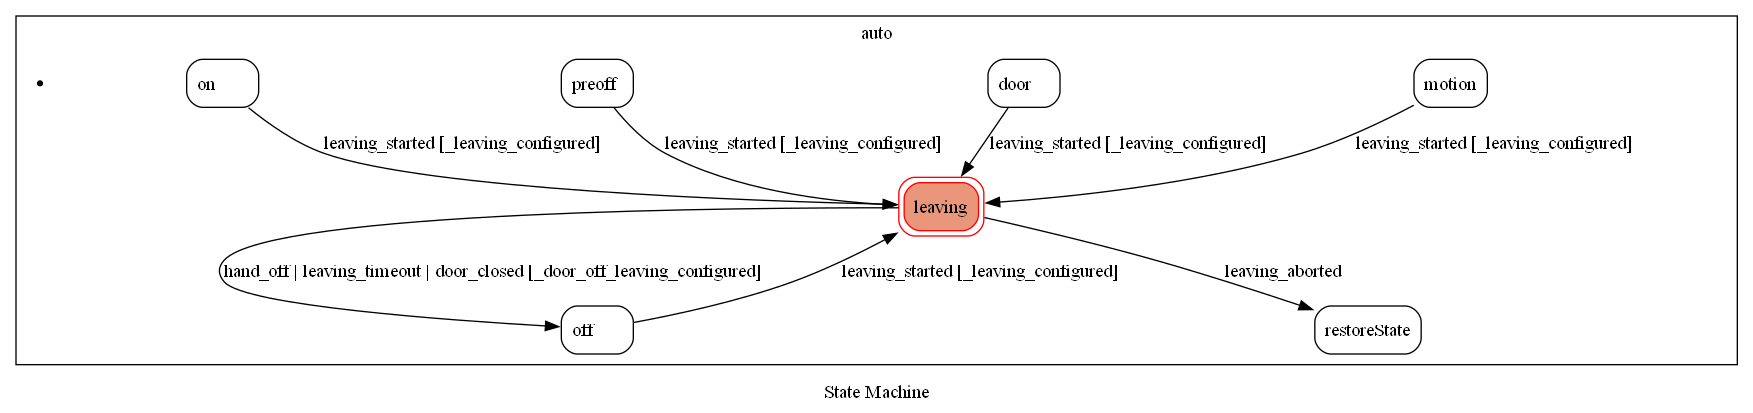 auto
on
preoff
door
motion
leaving_started [_leaving_configured]
leaving_started [_leaving_configured]
leaving_started [_leaving_configured]
leaving_started [_leaving_configured]
leaving
hand_off | leaving_timeout | door_closed [_door_off_leaving_configured]
leaving_started [_leaving_configured]
leaving_aborted
off
restoreState
State Machine